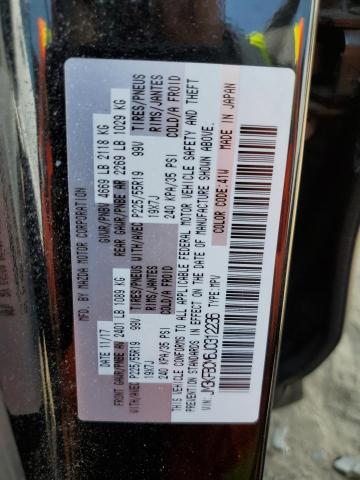 MFD. BY MAZDA MOTOR CORPORATION
11/17 GVWR/PNBV 4669 LB 2118 KG
FRONT GAWR/PNBE AV 2401 LB 1089 KG REAR GAWR/PNBE AR 2269 LB 1029 KG
WITH/AVEC P225/55R19 99V TIRES/PNEUS WITH/AVEC P225/55R19 99V TIRES/PNEUS
19X7J RIMS/JANTES 19X7J RIMS/JANTES
240 KPA/35 PSI COLD/A FROID 240 KPA/35 PSI COLD/A FROID
THIS VEHICLE CONFORMS TO ALL APPLICABLE FEDERAL MOTOR VEHICLE SAFETY AND THEFT
PREVENTION STANDARDS IN EFFECT ON THE DATE OF MANUFACTURE SHOWN ABOVE.
VIN: JM3KFBCM6J0312236 TYPE:MPV COLOR CODE:41W MADE IN JAPAN